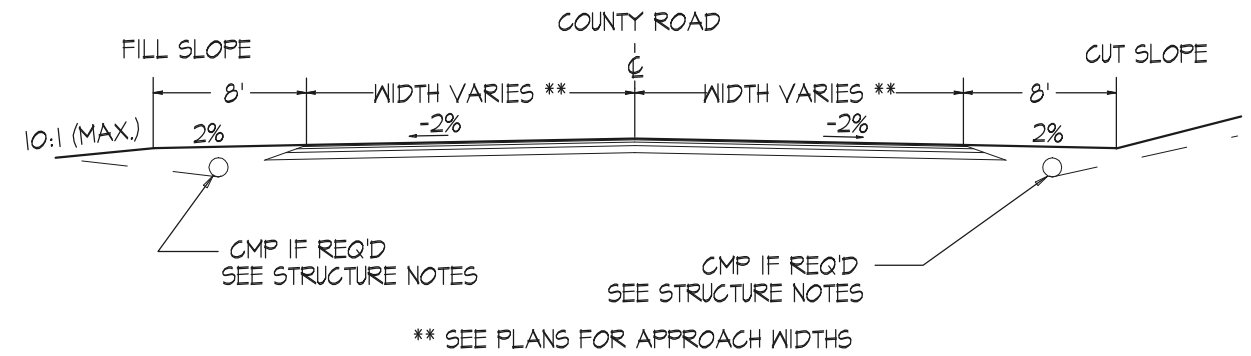 COUNTY ROAD
℄
FILL SLOPE
CUT SLOPE
8'
WIDTH VARIES **
WIDTH VARIES **
8'
10:1 (MAX.)
2%
-2%
-2%
2%
CMP IF REQ'D
SEE STRUCTURE NOTES
CMP IF REQ'D
SEE STRUCTURE NOTES
** SEE PLANS FOR APPROACH WIDTHS